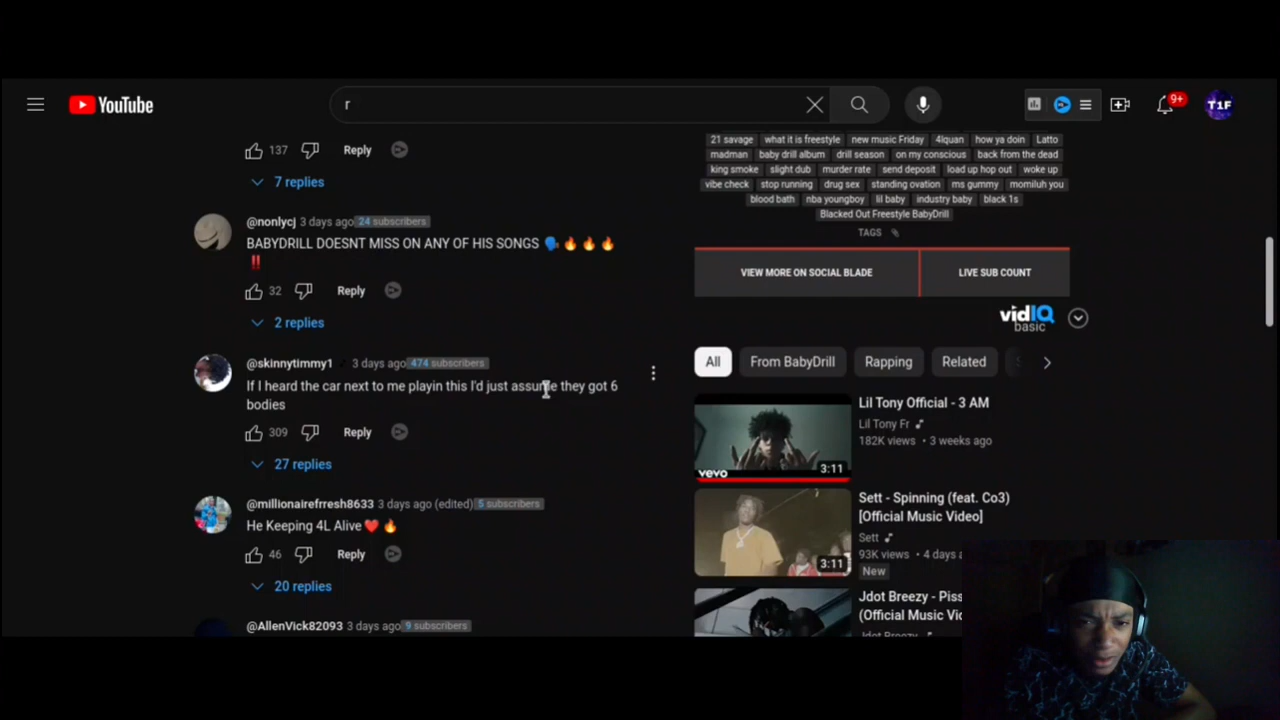 YouTube
r
9+
T1F
137
Reply
7 replies
@nonlycj 3 days ago 24 subscribers
BABYDRILL DOESNT MISS ON ANY OF HIS SONGS 🗣️🔥🔥🔥
‼️
32
Reply
2 replies
@skinnytimmy1 3 days ago 474 subscribers
If I heard the car next to me playin this I'd just assume they got 6
bodies
309
Reply
27 replies
@millionairefrresh8633 3 days ago (edited) 5 subscribers
He Keeping 4L Alive❤️🔥
46
Reply
20 replies
@AllenVick82093 3 days ago 9 subscribers
21 savage what it is freestyle new music Friday 4lquan how ya doin Latto
madman baby drill album drill season on my conscious back from the dead
king smoke slight dub murder rate send deposit load up hop out woke up
vibe check stop running drug sex standing ovation ms gummy momiluh you
blood bath nba youngboy lil baby industry baby black 1s
Blacked Out Freestyle BabyDrill
TAGS
VIEW MORE ON SOCIAL BLADE
LIVE SUB COUNT
vidIQ
basic
All
From BabyDrill
Rapping
Related
vevo
3:11
Lil Tony Official - 3 AM
Lil Tony Fr
182K views • 3 weeks ago
3:11
Sett - Spinning (feat. Co3)
[Official Music Video]
Sett
93K views • 4 days a
New
Jdot Breezy - Piss
(Official Music Vid
Jdot Breezy